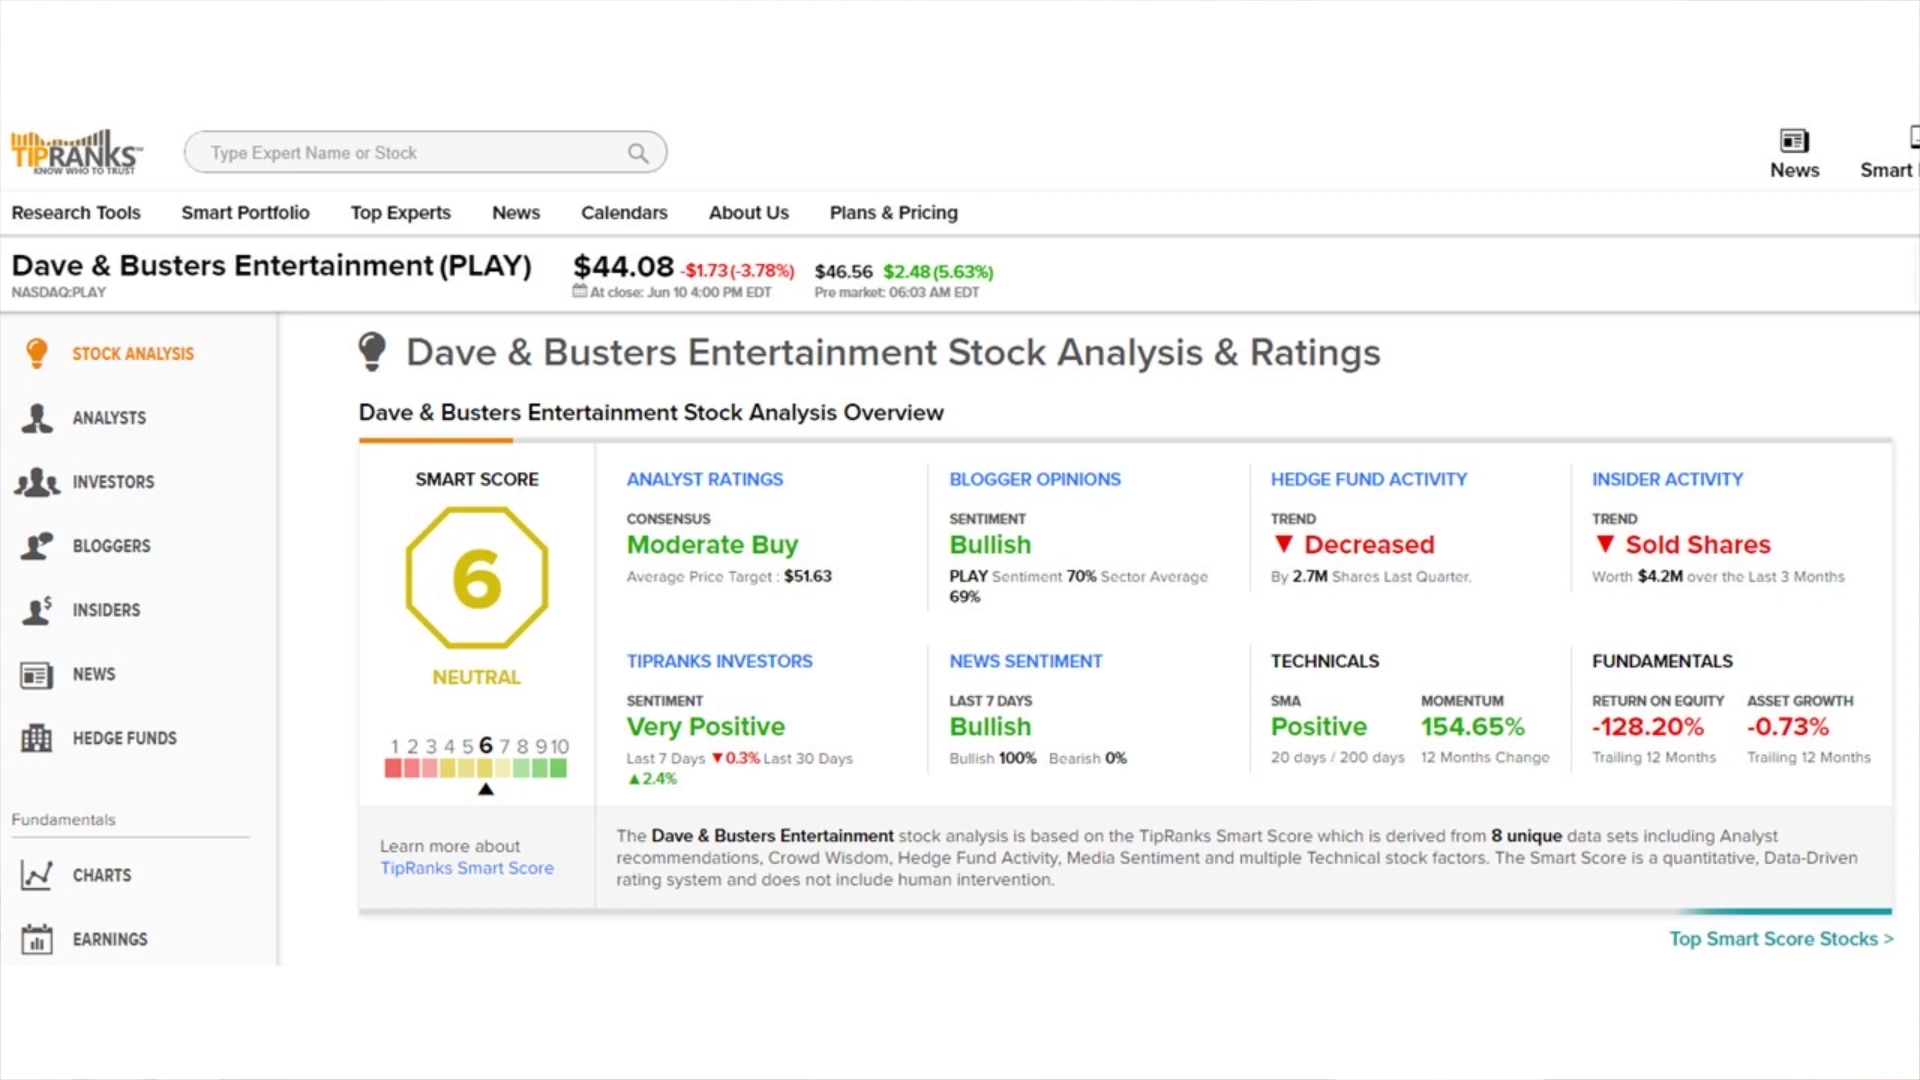 TIPRANKS™
KNOW WHO TO TRUST
Type Expert Name or Stock
News
Smart
Research Tools Smart Portfolio Top Experts News Calendars About Us Plans & Pricing
Dave & Busters Entertainment (PLAY)
NASDAQ:PLAY
$44.08 -$1.73(-3.78%) $46.56 $2.48(5.63%)
At close: Jun 10 4:00 PM EDT Pre market: 06:03 AM EDT
STOCK ANALYSIS
ANALYSTS
INVESTORS
BLOGGERS
INSIDERS
NEWS
HEDGE FUNDS
Fundamentals
CHARTS
EARNINGS
Dave & Busters Entertainment Stock Analysis & Ratings
Dave & Busters Entertainment Stock Analysis Overview
SMART SCORE
6
NEUTRAL
1 2 3 4 5 6 7 8 9 10
Learn more about
TipRanks Smart Score
ANALYST RATINGS
CONSENSUS
Moderate Buy
Average Price Target : $51.63
BLOGGER OPINIONS
SENTIMENT
Bullish
PLAY Sentiment 70% Sector Average
69%
HEDGE FUND ACTIVITY
TREND
▼ Decreased
By 2.7M Shares Last Quarter.
INSIDER ACTIVITY
TREND
▼ Sold Shares
Worth $4.2M over the Last 3 Months
TIPRANKS INVESTORS
SENTIMENT
Very Positive
Last 7 Days ▼0.3% Last 30 Days
▲2.4%
NEWS SENTIMENT
LAST 7 DAYS
Bullish
Bullish 100% Bearish 0%
TECHNICALS
SMA MOMENTUM
Positive 154.65%
20 days / 200 days 12 Months Change
FUNDAMENTALS
RETURN ON EQUITY ASSET GROWTH
-128.20% -0.73%
Trailing 12 Months Trailing 12 Months
The Dave & Busters Entertainment stock analysis is based on the TipRanks Smart Score which is derived from 8 unique data sets including Analyst
recommendations, Crowd Wisdom, Hedge Fund Activity, Media Sentiment and multiple Technical stock factors. The Smart Score is a quantitative, Data-Driven
rating system and does not include human intervention.
Top Smart Score Stocks >